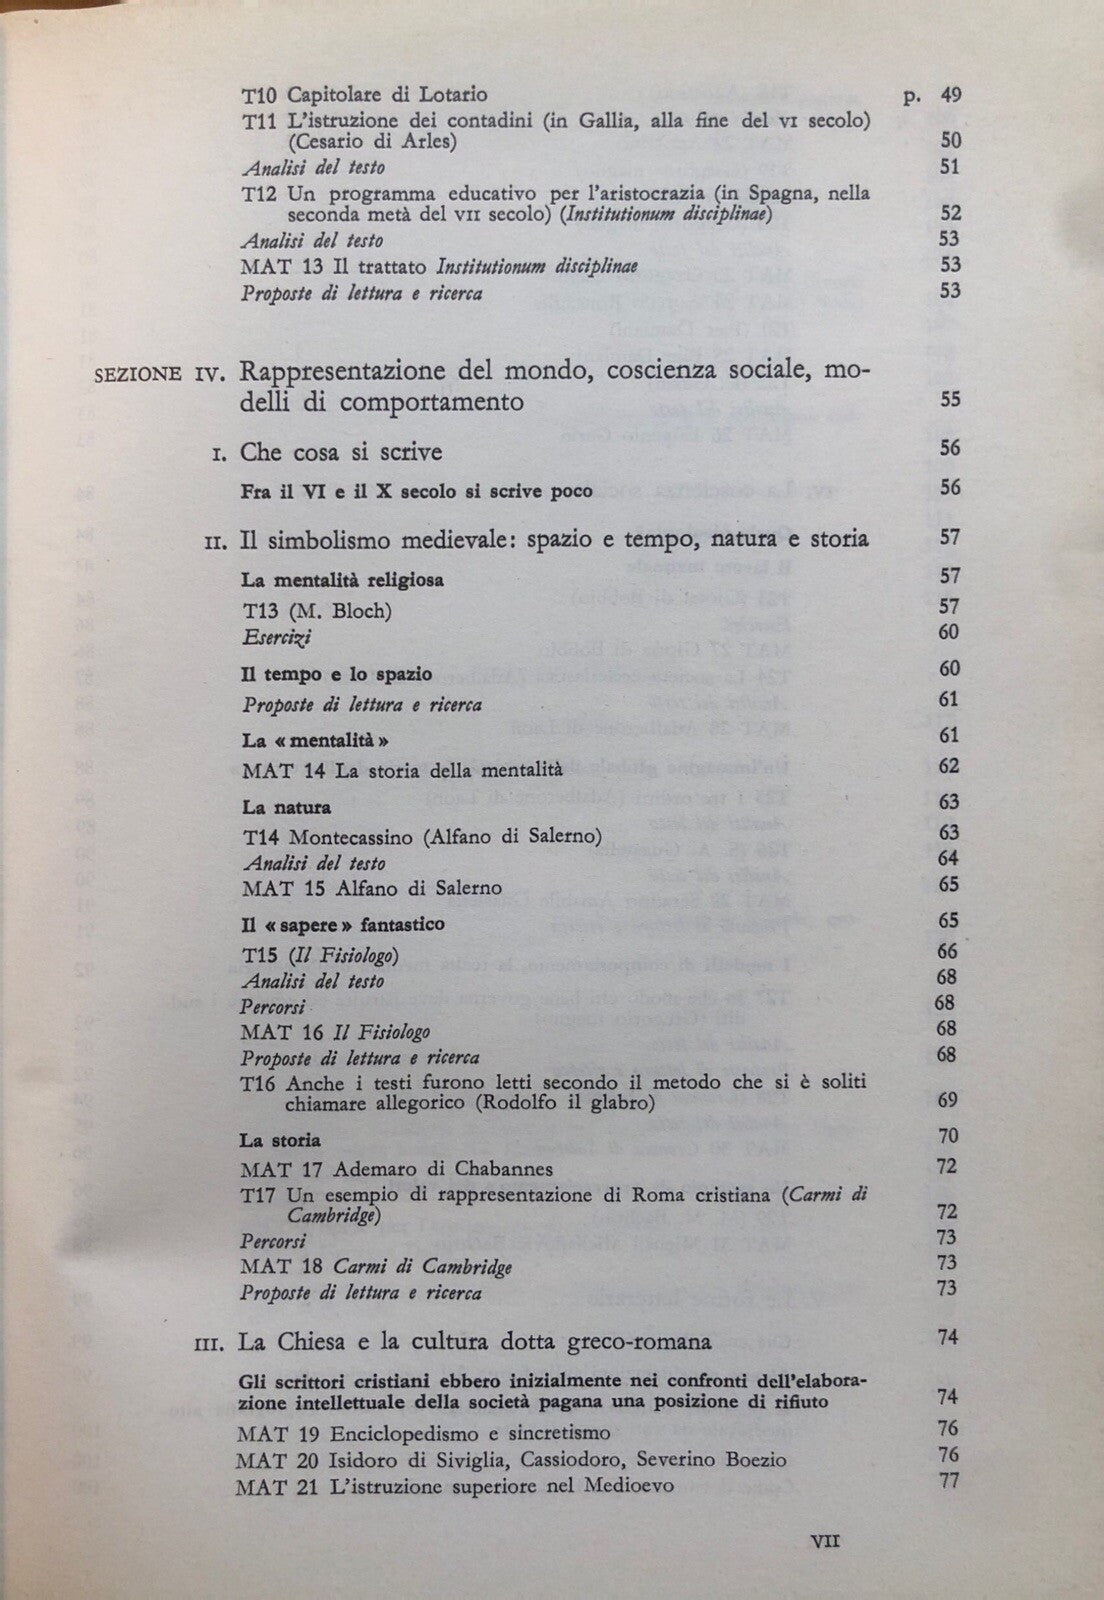 T10 Capitolare di Lotario p. 49
T11 L'istruzione dei contadini (in Gallia, alla fine del VI secolo)
(Cesario di Arles) 50
Analisi del testo 51
T12 Un programma educativo per l'aristocrazia (in Spagna, nella
seconda metà del VII secolo) (Institutionum disciplinae) 52
Analisi del testo 53
MAT 13 Il trattato Institutionum disciplinae 53
Proposte di lettura e ricerca 53
SEZIONE IV. Rappresentazione del mondo, coscienza sociale, mo-
delli di comportamento 55
I. Che cosa si scrive 56
Fra il VI e il X secolo si scrive poco 56
II. Il simbolismo medievale: spazio e tempo, natura e storia 57
La mentalità religiosa 57
T13 (M. Bloch) 57
Esercizi 60
Il tempo e lo spazio 60
Proposte di lettura e ricerca 61
La «mentalità» 61
MAT 14 La storia della mentalità 62
La natura 63
T14 Montecassino (Alfano di Salerno) 63
Analisi del testo 64
MAT 15 Alfano di Salerno 65
Il «sapere» fantastico 65
T15 (Il Fisiologo) 66
Analisi del testo 68
Percorsi 68
MAT 16 Il Fisiologo 68
Proposte di lettura e ricerca 68
T16 Anche i testi furono letti secondo il metodo che si è soliti
chiamare allegorico (Rodolfo il glabro) 69
La storia 70
MAT 17 Ademaro di Chabannes 72
T17 Un esempio di rappresentazione di Roma cristiana (Carmi di
Cambridge) 72
Percorsi 73
MAT 18 Carmi di Cambridge 73
Proposte di lettura e ricerca 73
III. La Chiesa e la cultura dotta greco-romana 74
Gli scrittori cristiani ebbero inizialmente nei confronti dell'elabora-
zione intellettuale della società pagana una posizione di rifiuto 74
MAT 19 Enciclopedismo e sincretismo 76
MAT 20 Isidoro di Siviglia, Cassiodoro, Severino Boezio 76
MAT 21 L'istruzione superiore nel Medioevo 77
VII